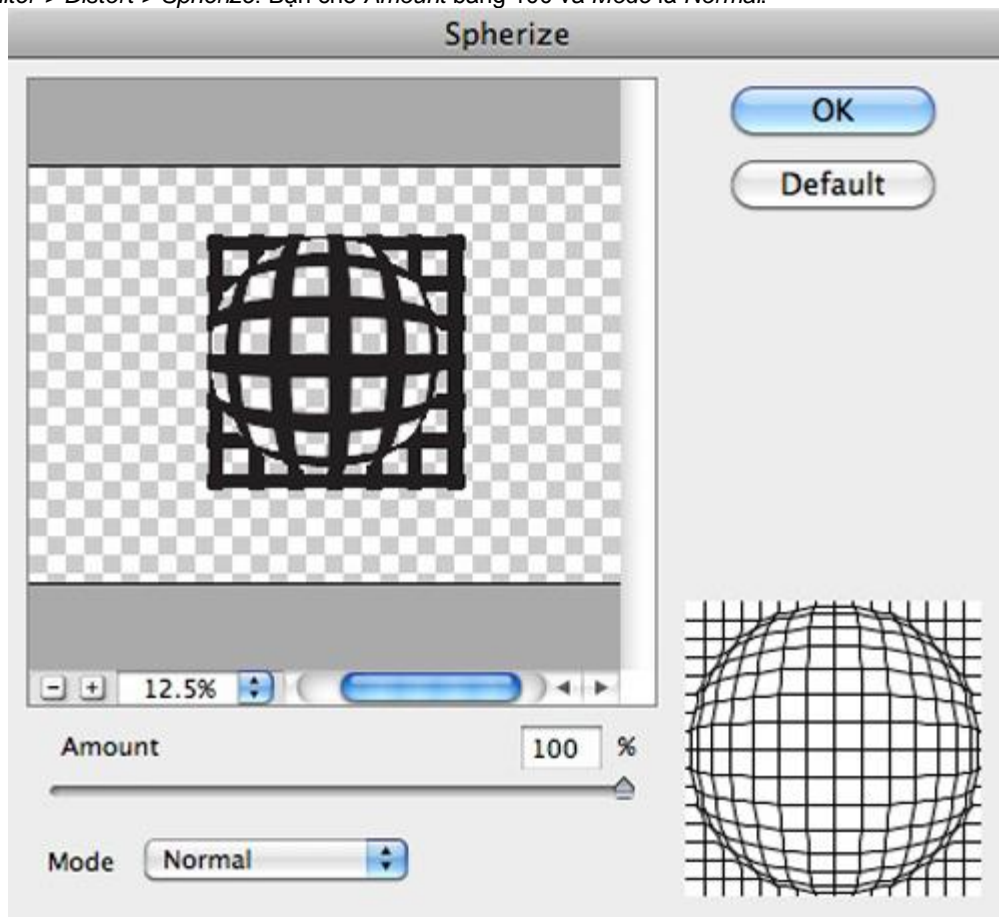 > Distort > Spherize. Bạn cho Amount bằng 100 và Mode là Normal.
Spherize
OK
Default
12.5%
Amount 100 %
Mode Normal